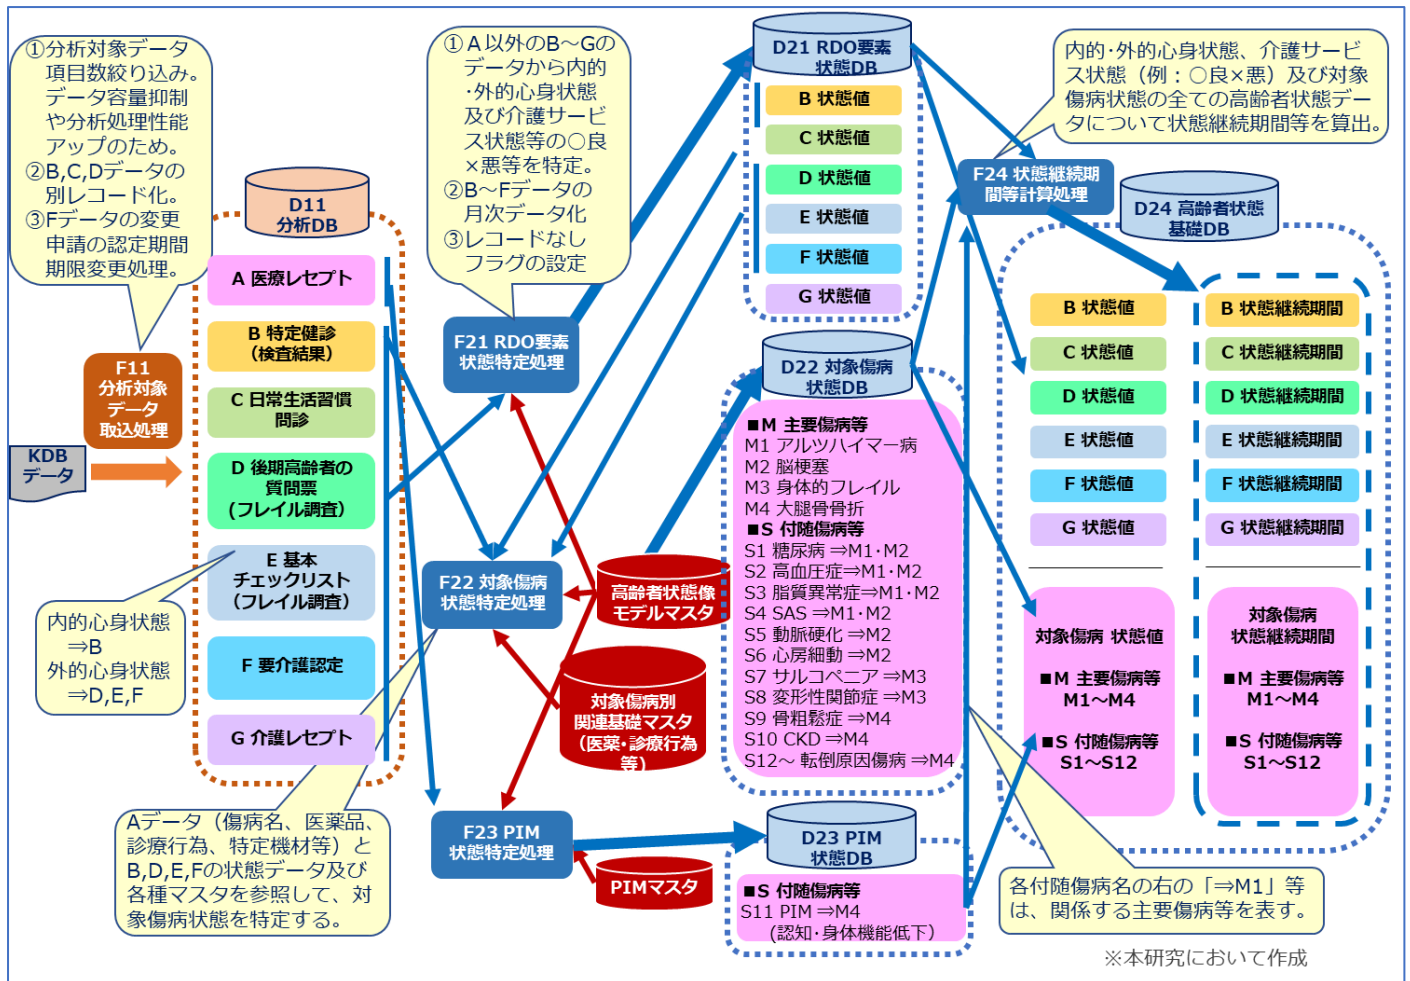 ①分析対象データ
項目数絞り込み。
データ容量抑制
や分析処理性能
アップのため。
②B,C,Dデータの
別レコード化。
③Fデータの変更
申請の認定期間
期限変更処理。
F11
分析対象
データ
取込処理
KDB
データ
D11
分析DB
A 医療レセプト
B 特定健診
（検査結果）
C 日常生活習慣
問診
D 後期高齢者の
質問票
（フレイル調査）
E 基本
チェックリスト
（フレイル調査）
F 要介護認定
G 介護レセプト
内的心身状態
⇒B
外的心身状態
⇒D,E,F
Aデータ（傷病名、医薬品、
診療行為、特定機材等）と
B,D,E,Fの状態データ及び
各種マスタを参照して、対
象傷病状態を特定する。
①Ａ以外のB～Gの
データから内的
・外的心身状態
及び介護サービ
ス状態等の○良
×悪等を特定。
②B～Fデータの
月次データ化
③レコードなし
フラグの設定
F21 RDO要素
状態特定処理
F22 対象傷病
状態特定処理
F23 PIM
状態特定処理
高齢者状態像
モデルマスタ
対象傷病別
関連基礎マスタ
（医薬・診療行為
等）
PIMマスタ
D21 RDO要素
状態DB
B 状態値
C 状態値
D 状態値
E 状態値
F 状態値
G 状態値
D22 対象傷病
状態DB
■M 主要傷病等
M1 アルツハイマー病
M2 脳梗塞
M3 身体的フレイル
M4 大腿骨骨折
■S 付随傷病等
S1 糖尿病 ⇒M1・M2
S2 高血圧症⇒M1・M2
S3 脂質異常症⇒M1・M2
S4 SAS ⇒M1・M2
S5 動脈硬化 ⇒M2
S6 心房細動 ⇒M2
S7 サルコペニア ⇒M3
S8 変形性関節症 ⇒M3
S9 骨粗鬆症 ⇒M4
S10 CKD ⇒M4
S12～ 転倒原因傷病 ⇒M4
D23 PIM
状態DB
■S 付随傷病等
S11 PIM ⇒M4
(認知・身体機能低下）
内的・外的心身状態、介護サービ
ス状態（例：○良×悪）及び対象
傷病状態の全ての高齢者状態デー
タについて状態継続期間等を算出。
F24 状態継続期
間等計算処理
D24 高齢者状態
基礎DB
B 状態値
C 状態値
D 状態値
E 状態値
F 状態値
G 状態値
対象傷病 状態値
■M 主要傷病等
M1～M4
■S 付随傷病等
S1～S12
B 状態継続期間
C 状態継続期間
D 状態継続期間
E 状態継続期間
F 状態継続期間
G 状態継続期間
対象傷病
状態継続期間
■M 主要傷病等
M1～M4
■S 付随傷病等
S1～S12
各付随傷病名の右の「⇒M1」等
は、関係する主要傷病等を表す。
※本研究において作成